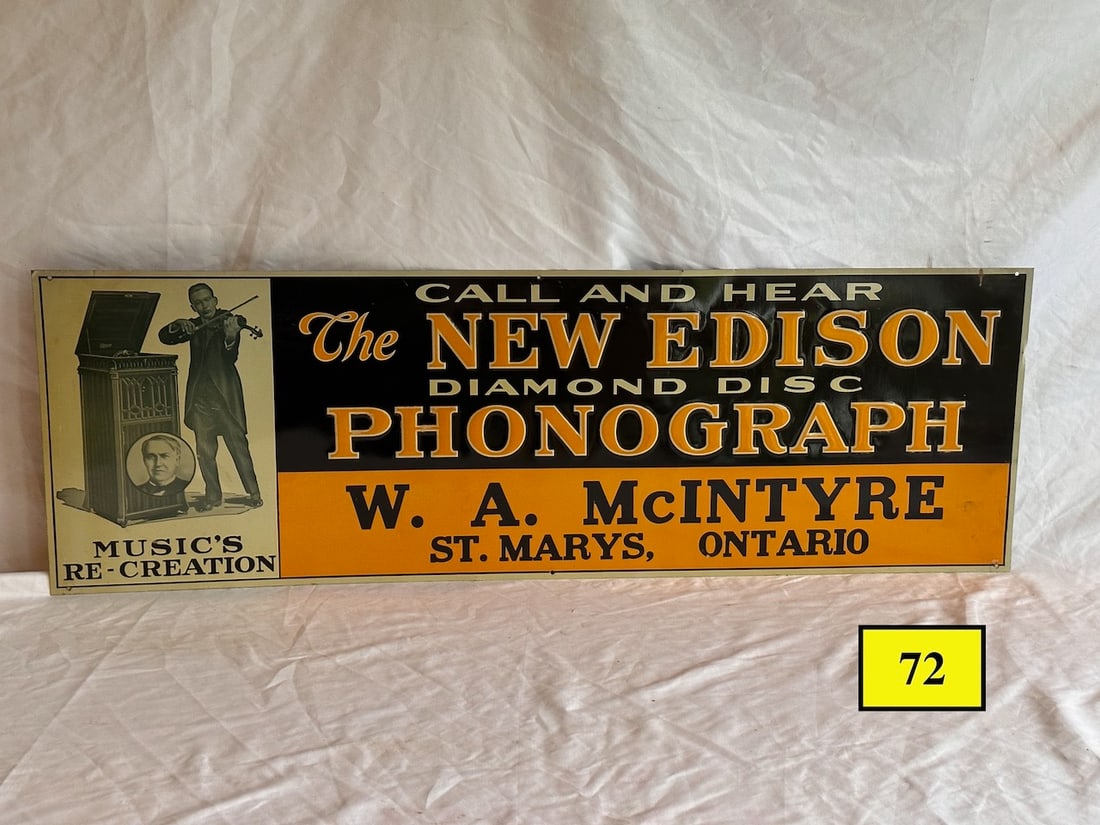 CALL AND HEAR
The NEW EDISON
DIAMOND DISC
PHONOGRAPH
W. A. McINTYRE
ST. MARYS, ONTARIO
MUSIC'S
RE-CREATION
72